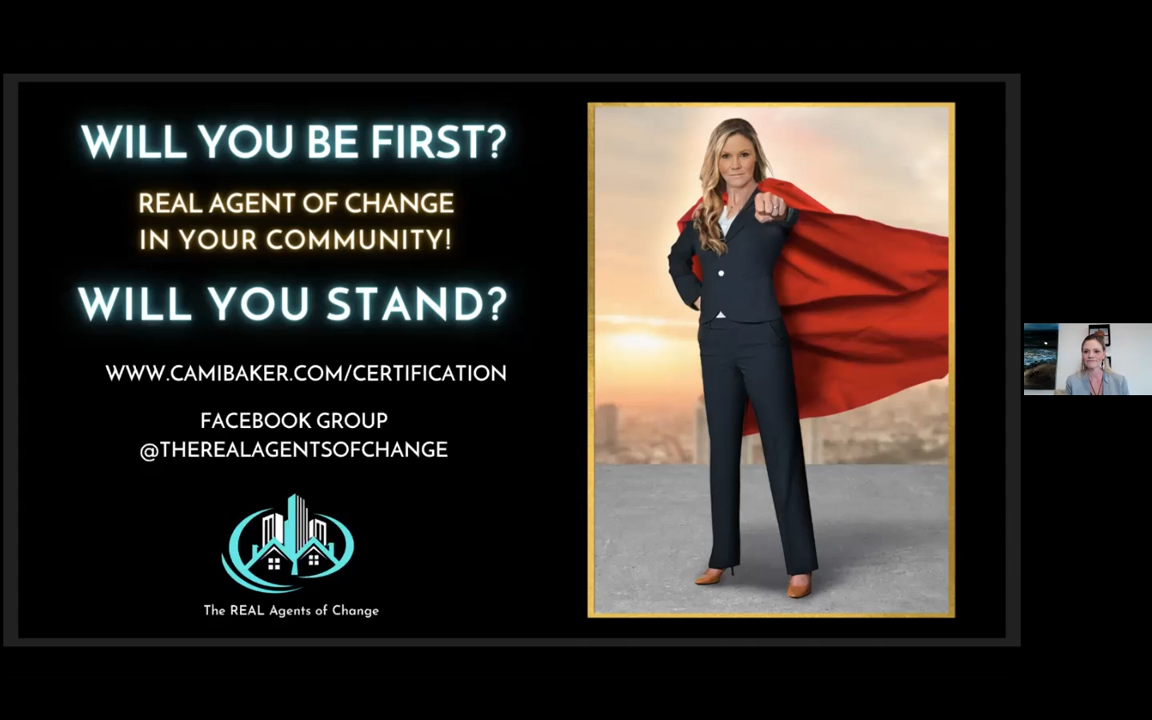 WILL YOU BE FIRST?
REAL AGENT OF CHANGE
IN YOUR COMMUNITY!
WILL YOU STAND?
WWW.CAMIBAKER.COM/CERTIFICATION
FACEBOOK GROUP
@THEREALAGENTSOFCHANGE
The REAL Agents of Change